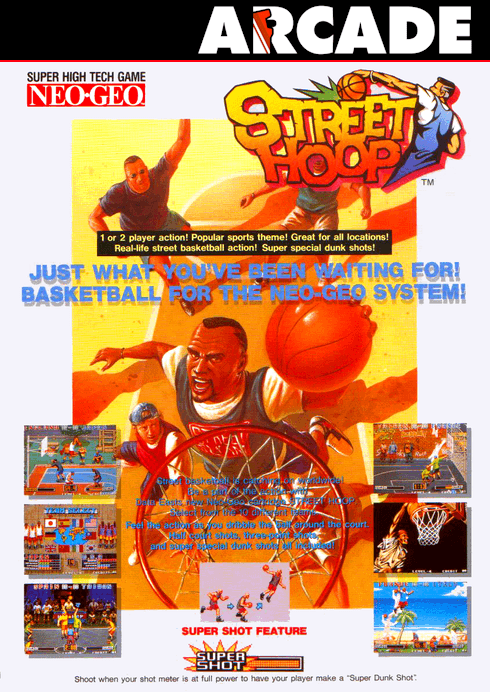 ARCADE
SUPER HIGH TECH GAME
NEO•GEO
STREET
HOOP
TM
1 or 2 player action! Popular sports theme! Great for all locations!
Real-life street basketball action! Super special dunk shots!
JUST WHAT YOU'VE BEEN WAITING FOR!
BASKETBALL FOR THE NEO-GEO SYSTEM!
Street basketball is catching on worldwide!
Be a part of the action with
Data East's new Neo-Geo cartridge STREET HOOP.
Select from the 10 different teams.
Feel the action as you dribble the ball around the court.
Half court shots, three-point shots,
and super special dunk shots all included!
TEAM SELECT
SUPER SHOT FEATURE
SUPER
SHOT
Shoot when your shot meter is at full power to have your player make a "Super Dunk Shot".